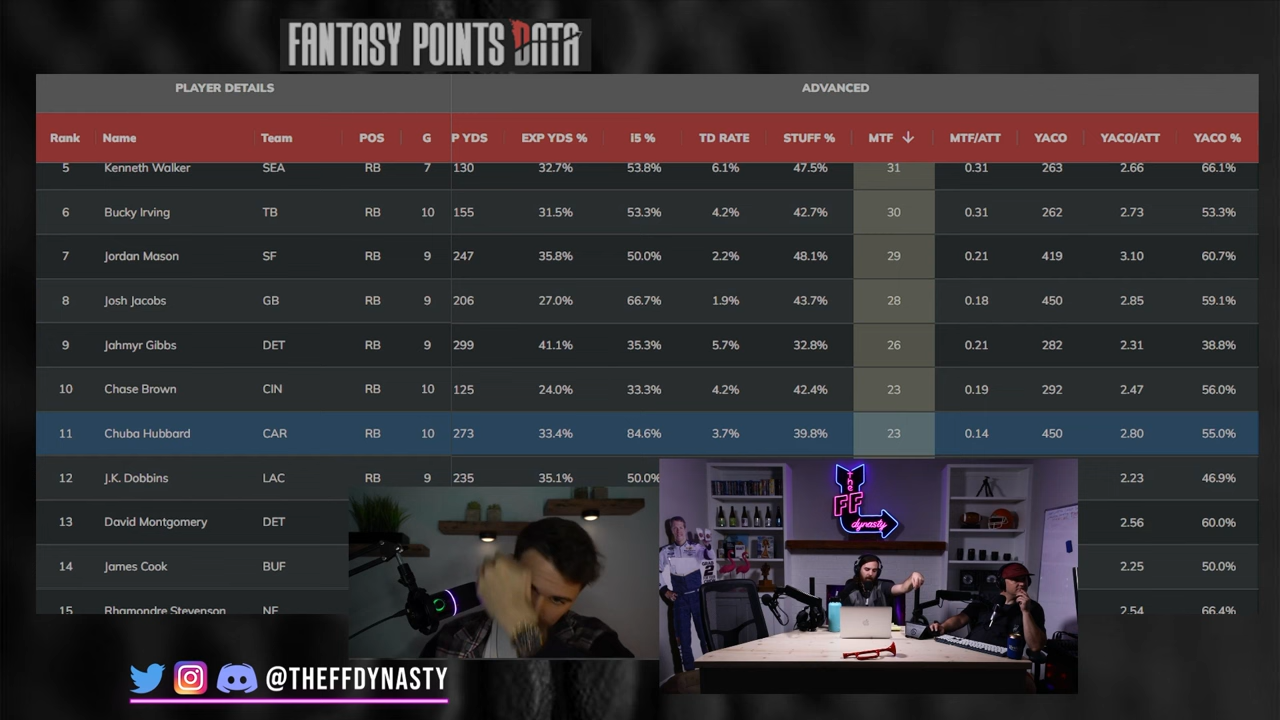 FANTASY POINTS DATA
PLAYER DETAILS ADVANCED
Rank Name Team POS G P YDS EXP YDS % i5 % TD RATE STUFF % MTF ↓ MTF/ATT YACO YACO/ATT YACO %
5 Kenneth Walker SEA RB 7 130 32.7% 53.8% 6.1% 47.5% 31 0.31 263 2.66 66.1%
6 Bucky Irving TB RB 10 155 31.5% 53.3% 4.2% 42.7% 30 0.31 262 2.73 53.3%
7 Jordan Mason SF RB 9 247 35.8% 50.0% 2.2% 48.1% 29 0.21 419 3.10 60.7%
8 Josh Jacobs GB RB 9 206 27.0% 66.7% 1.9% 43.7% 28 0.18 450 2.85 59.1%
9 Jahmyr Gibbs DET RB 9 299 41.1% 35.3% 5.7% 32.8% 26 0.21 282 2.31 38.8%
10 Chase Brown CIN RB 10 125 24.0% 33.3% 4.2% 42.4% 23 0.19 292 2.47 56.0%
11 Chuba Hubbard CAR RB 10 273 33.4% 84.6% 3.7% 39.8% 23 0.14 450 2.80 55.0%
12 J.K. Dobbins LAC RB 9 235 35.1% 50.0% 2.23 46.9%
13 David Montgomery DET 2.56 60.0%
14 James Cook BUF 2.25 50.0%
15 Rhamondre Stevenson NE 2.54 66.4%
The
FF
dynasty
@THEFFDYNASTY